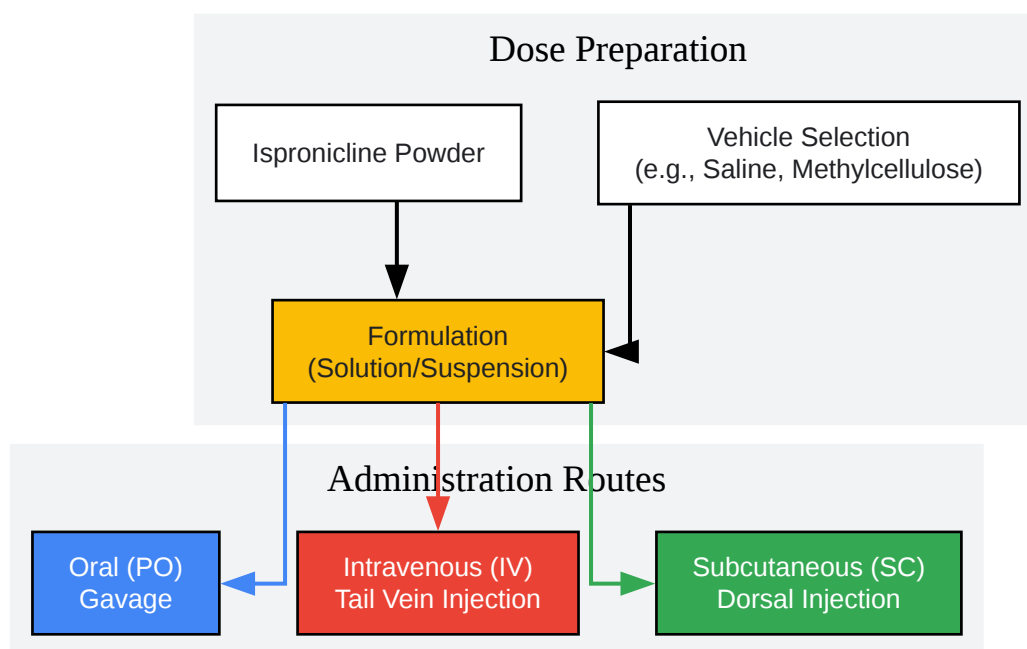 Dose Preparation
Ispronicline Powder
Vehicle Selection
(e.g., Saline, Methylcellulose)
Formulation
(Solution/Suspension)
Administration Routes
Oral (PO)
Gavage
Intravenous (IV)
Tail Vein Injection
Subcutaneous (SC)
Dorsal Injection